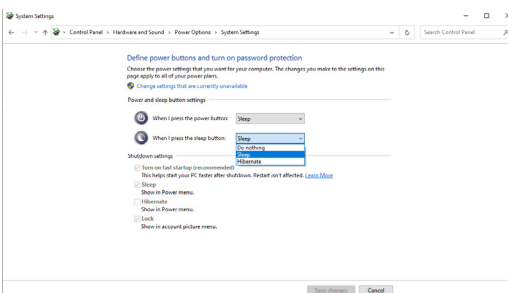 System Settings
Control Panel > Hardware and Sound > Power Options > System Settings
Search Control Panel
Define power buttons and turn on password protection
Choose the power settings that you want for your computer. The changes you make to the settings on this
page apply to all of your power plans.
Change settings that are currently unavailable
Power and sleep button settings
When I press the power button: Sleep
When I press the sleep button: Sleep
Do nothing
Sleep
Hibernate
Shutdown settings
Turn on fast startup (recommended)
This helps start your PC faster after shutdown. Restart isn't affected. Learn More
Sleep
Show in Power menu.
Hibernate
Show in Power menu.
Lock
Show in account picture menu.
Save changes Cancel